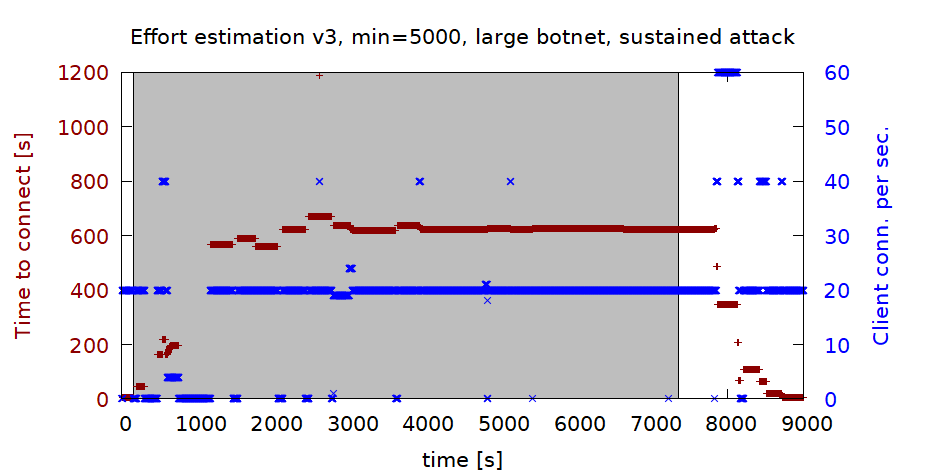 Effort estimation v3, min=5000, large botnet, sustained attack
Time to connect [s]
1200
1000
800
600
400
200
0
60
50
40
30
20
10
0
Client conn. per sec.
0 1000 2000 3000 4000 5000 6000 7000 8000 9000
time [s]